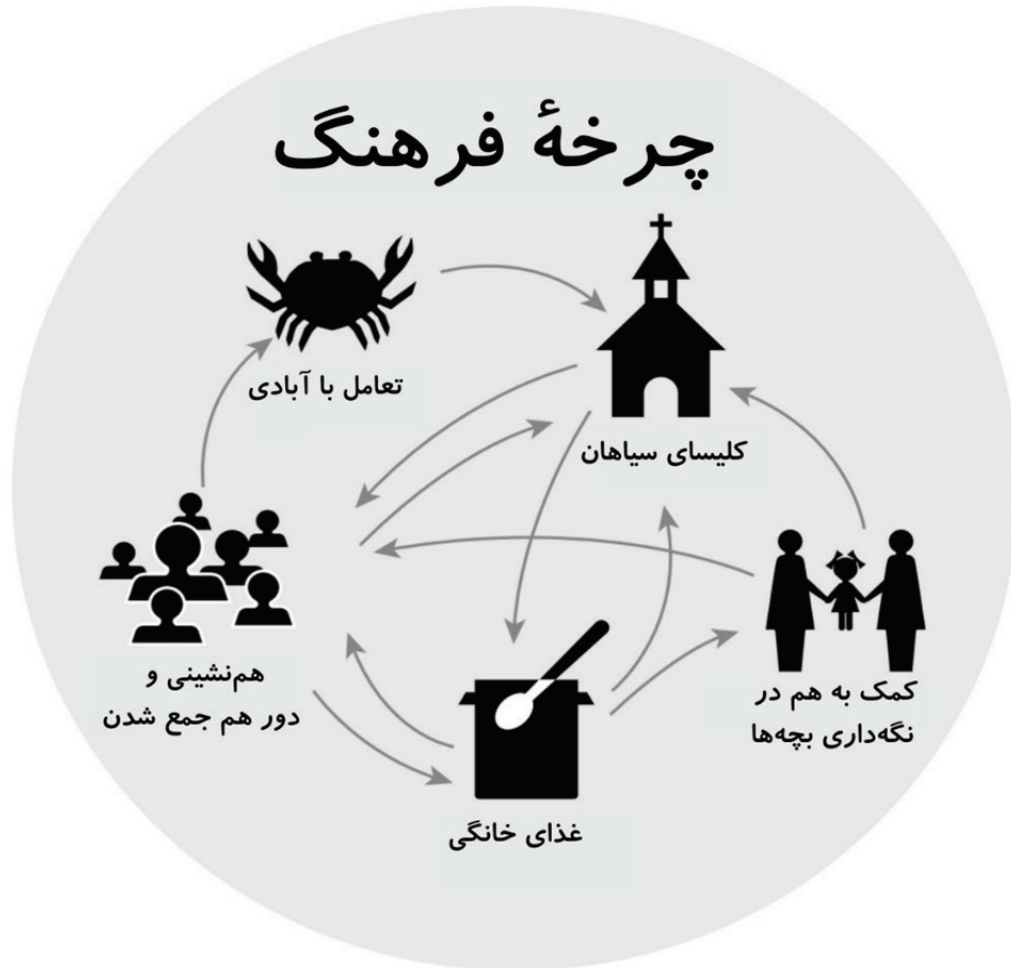 چرخهٔ فرهنگ
تعامل با آبادی
کلیسای سیاهان
هم‌نشینی و
دور هم جمع شدن
کمک به هم در
نگه‌داری بچه‌ها
غذای خانگی